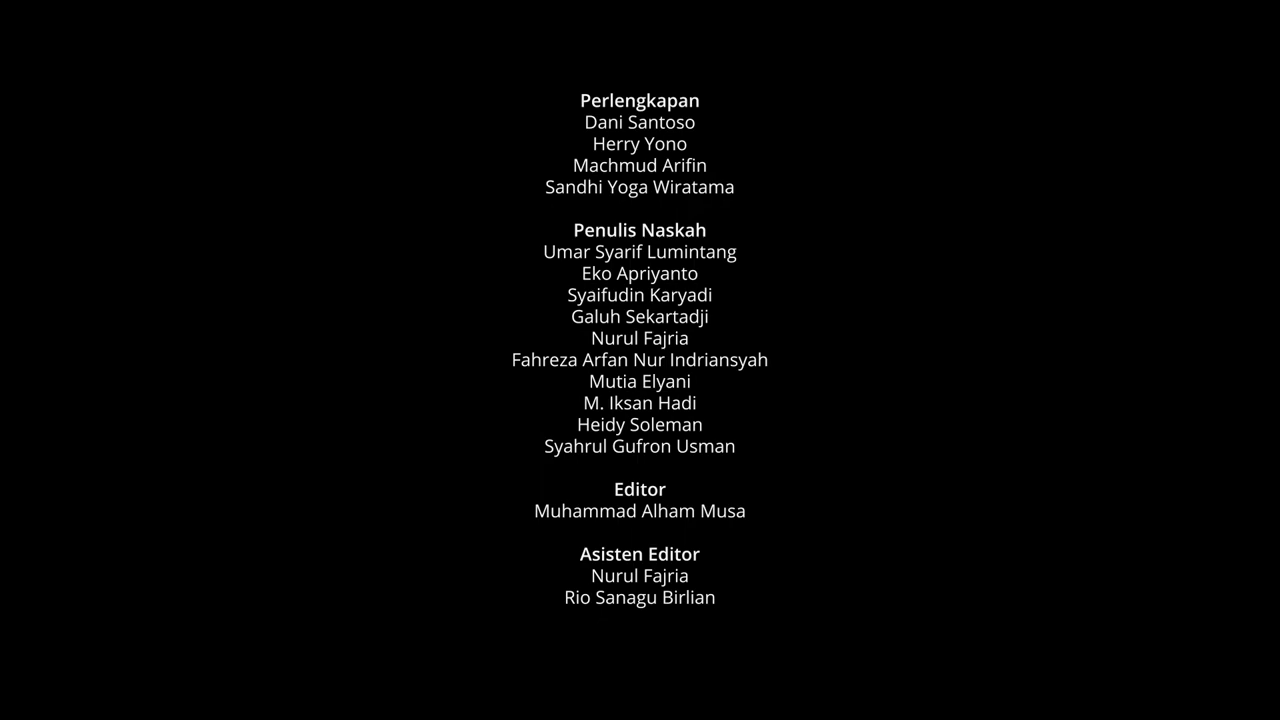 Perlengkapan
Dani Santoso
Herry Yono
Machmud Arifin
Sandhi Yoga Wiratama
Penulis Naskah
Umar Syarif Lumintang
Eko Apriyanto
Syaifudin Karyadi
Galuh Sekartadji
Nurul Fajria
Fahreza Arfan Nur Indriansyah
Mutia Elyani
M. Iksan Hadi
Heidy Soleman
Syahrul Gufron Usman
Editor
Muhammad Alham Musa
Asisten Editor
Nurul Fajria
Rio Sanagu Birlian